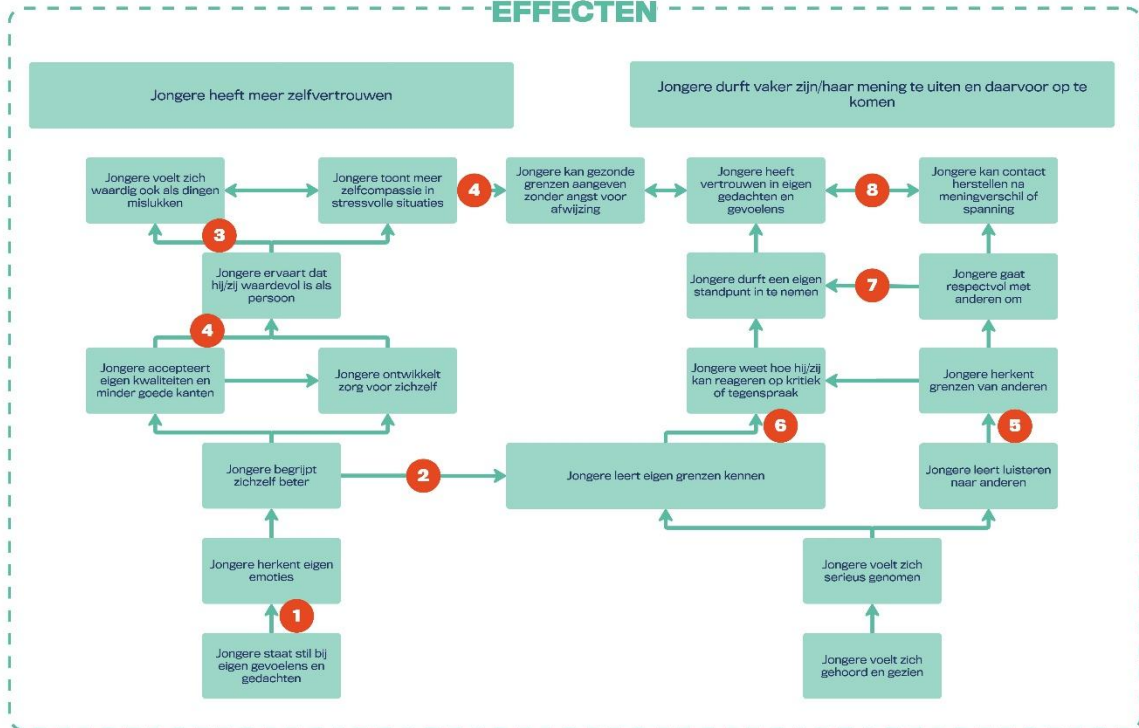 EFFECTEN
Jongere heeft meer zelfvertrouwen
Jongere durft vaker zijn/haar mening te uiten en daarvoor op te
komen
Jongere voelt zich
waardig ook als dingen
mislukken
Jongere toont meer
zelfcompassie in
stressvolle situaties
4
Jongere kan gezonde
grenzen aangeven
zonder angst voor
afwijzing
Jongere heeft
vertrouwen in eigen
gedachten en
gevoelens
8
Jongere kan contact
herstellen na
meningverschil of
spanning
3
Jongere ervaart dat
hij/zij waardevol is als
persoon
Jongere durft een eigen
standpunt in te nemen
7
Jongere gaat
respectvol met
anderen om
4
Jongere accepteert
eigen kwaliteiten en
minder goede kanten
Jongere ontwikkelt
zorg voor zichzelf
Jongere weet hoe hij/zij
kan reageren op kritiek
of tegenspraak
Jongere herkent
grenzen van anderen
6
5
Jongere begrijpt
zichzelf beter
2
Jongere leert eigen grenzen kennen
Jongere leert luisteren
naar anderen
Jongere herkent eigen
emoties
Jongere voelt zich
serieus genomen
1
Jongere staat stil bij
eigen gevoelens en
gedachten
Jongere voelt zich
gehoord en gezien